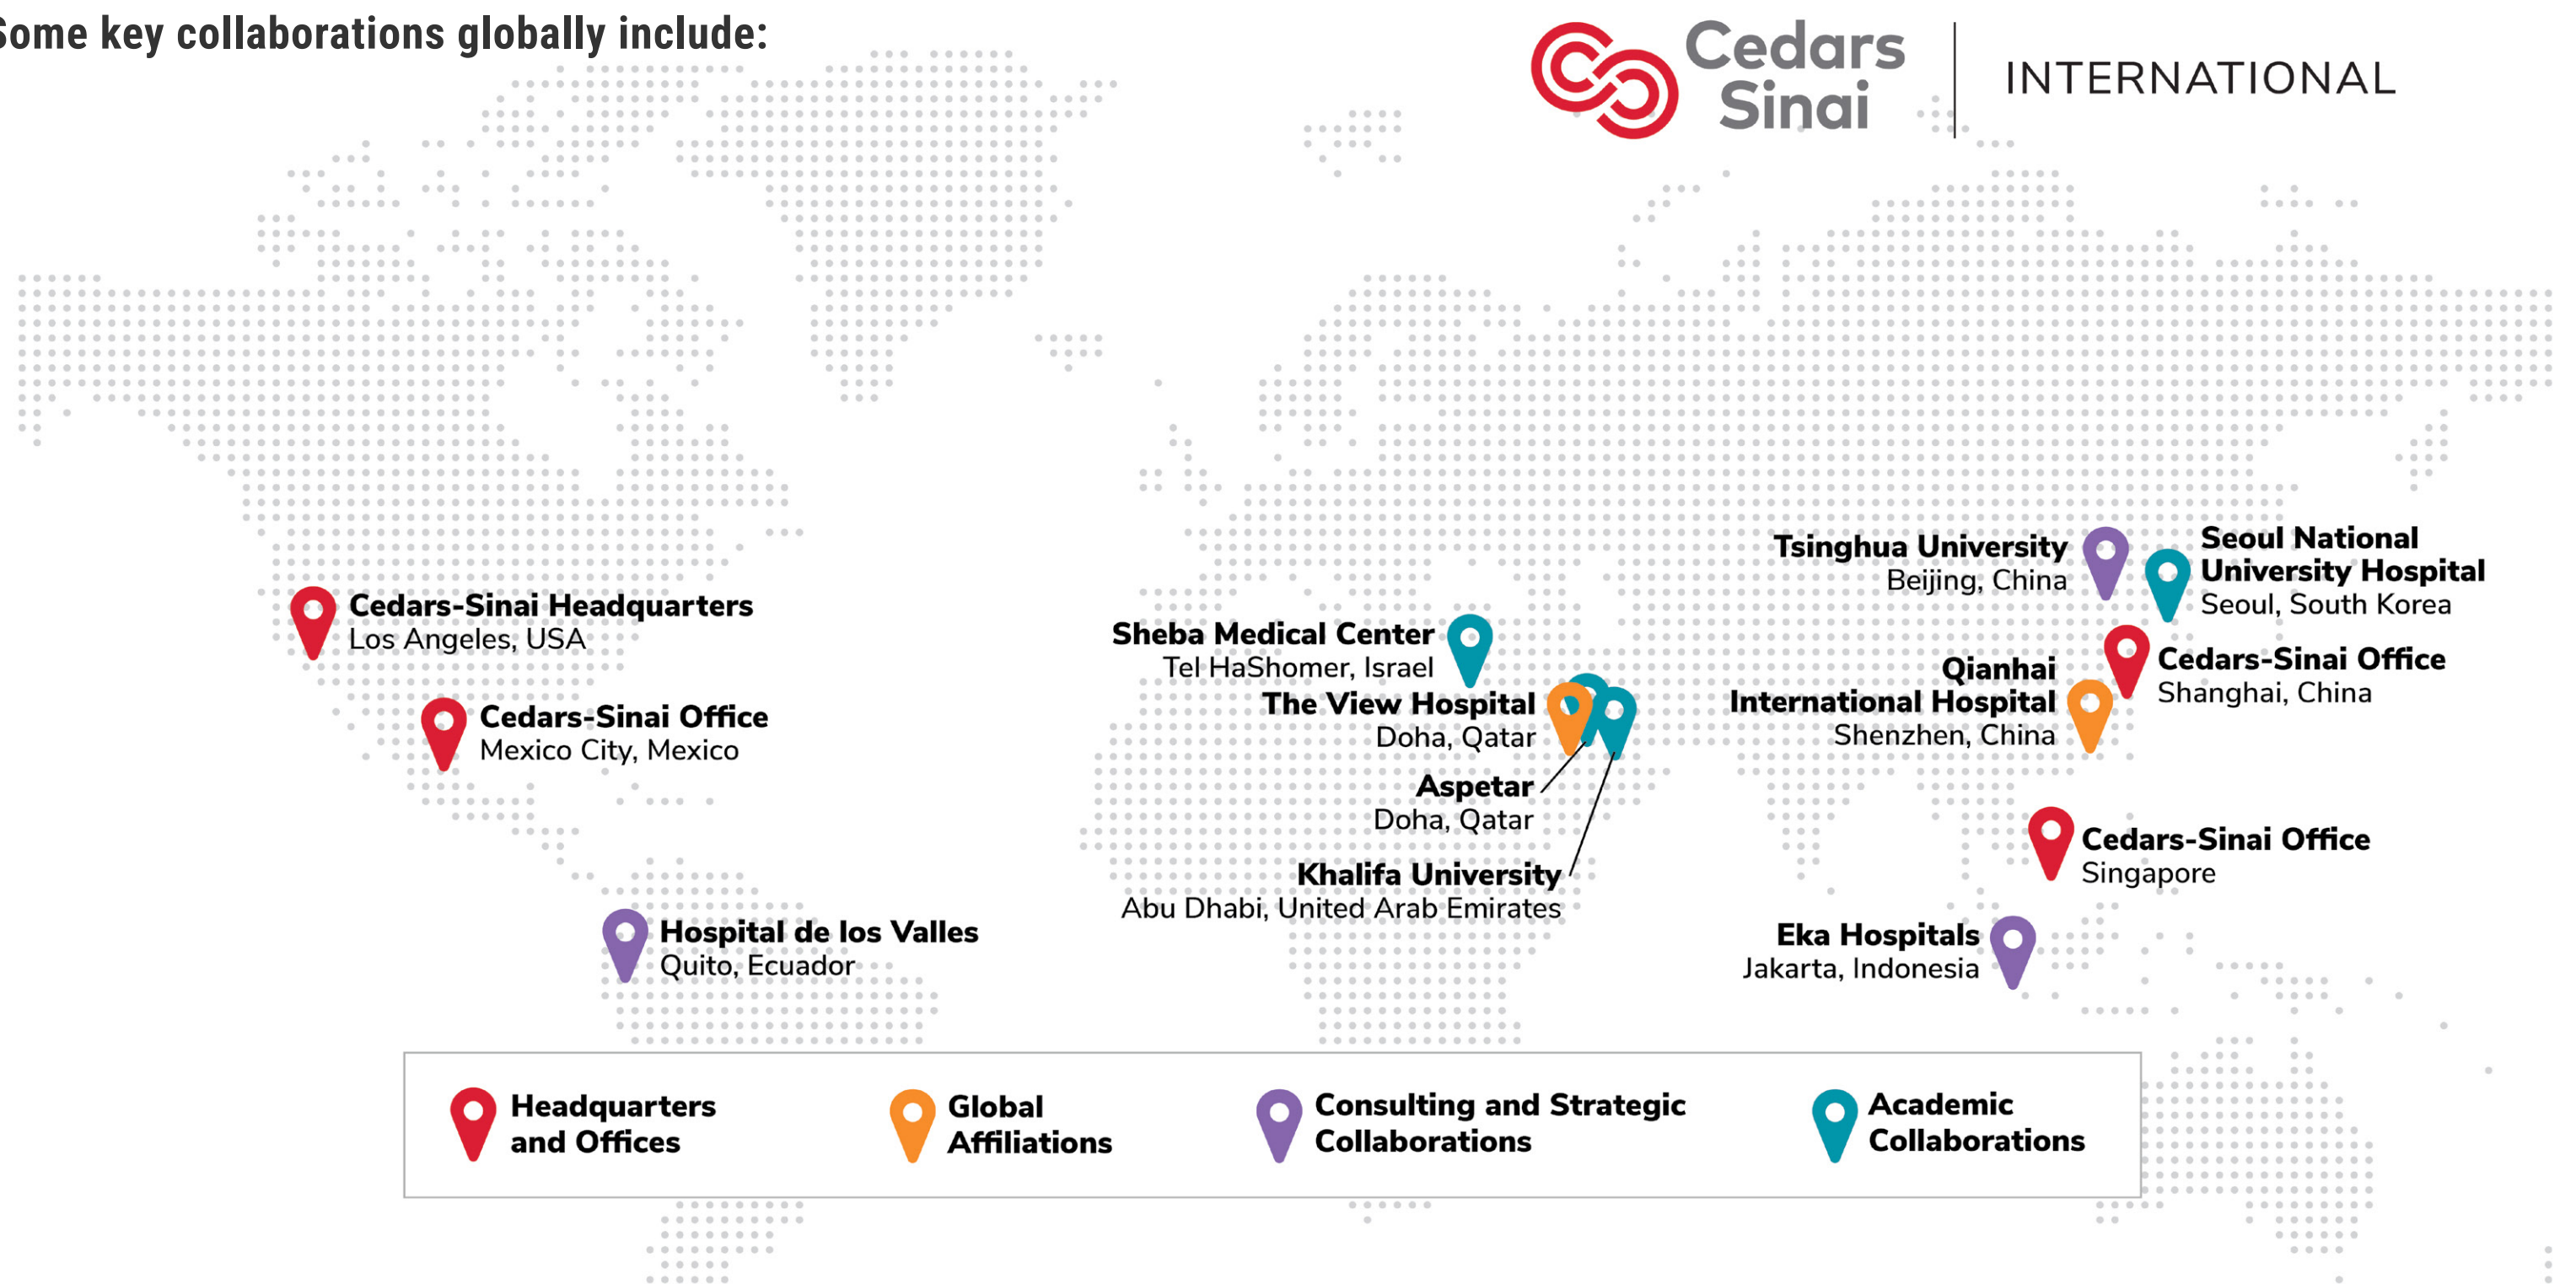 Some key collaborations globally include:
Cedars
Sinai
INTERNATIONAL
Cedars-Sinai Headquarters
Los Angeles, USA
Cedars-Sinai Office
Mexico City, Mexico
Hospital de los Valles
Quito, Ecuador
Sheba Medical Center
Tel HaShomer, Israel
The View Hospital
Doha, Qatar
Aspetar
Doha, Qatar
Khalifa University
Abu Dhabi, United Arab Emirates
Tsinghua University
Beijing, China
Seoul National
University Hospital
Seoul, South Korea
Cedars-Sinai Office
Shanghai, China
Qianhai
International Hospital
Shenzhen, China
Cedars-Sinai Office
Singapore
Eka Hospitals
Jakarta, Indonesia
Headquarters
and Offices
Global
Affiliations
Consulting and Strategic
Collaborations
Academic
Collaborations